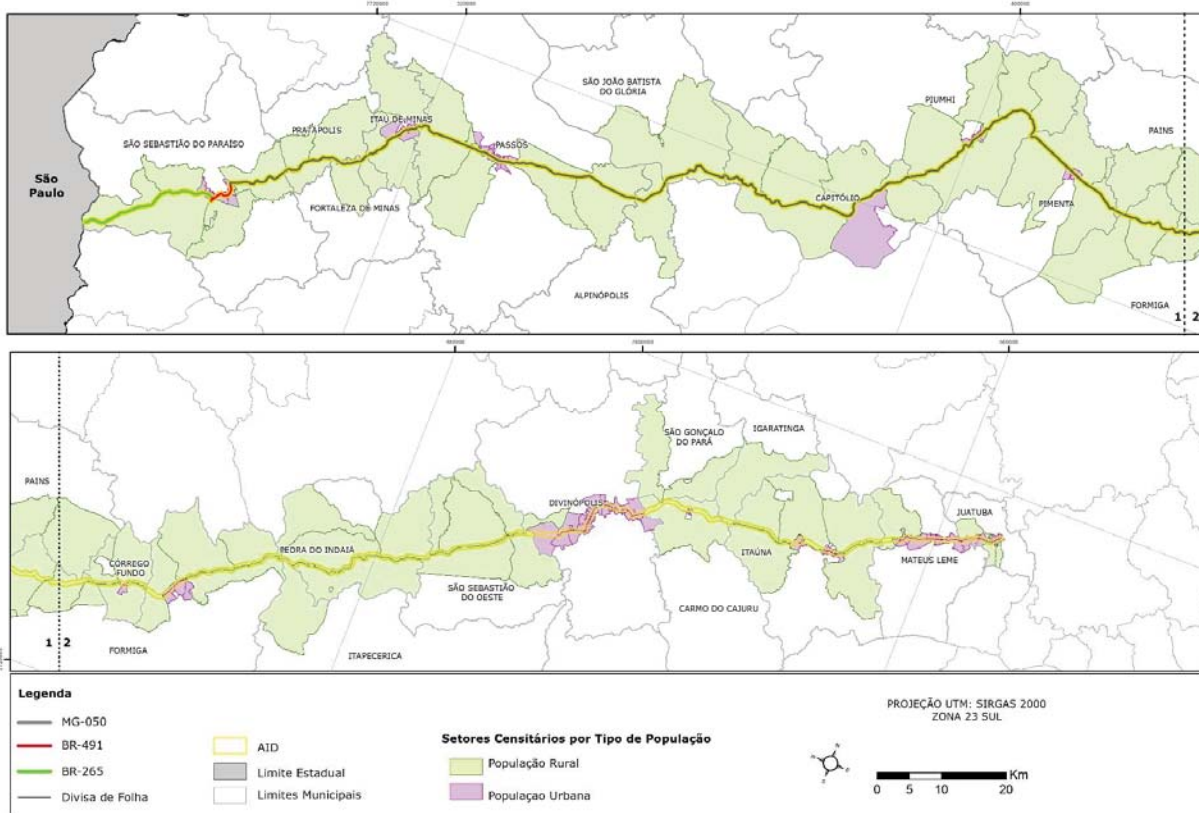 7720000
320000
400000
SÃO JOÃO BATISTA
DO GLÓRIA
PIUMHI
ITAÚ DE MINAS
PRATÁPOLIS
PASSOS
PAINS
SÃO SEBASTIÃO DO PARAÍSO
São
Paulo
CAPITÓLIO
FORTALEZA DE MINAS
PIMENTA
ALPINÓPOLIS
FORMIGA
1 2
SÃO GONÇALO
DO PARÁ
IGARATINGA
PAINS
DIVINÓPOLIS
JUATUBA
PEDRA DO INDAIÁ
CÓRREGO
FUNDO
ITAÚNA
MATEUS LEME
SÃO SEBASTIÃO
DO OESTE
CARMO DO CAJURU
1 2
FORMIGA
ITAPECERICA
Legenda
MG-050
BR-491
BR-265
Divisa de Folha
AID
Limite Estadual
Limites Municipais
Setores Censitários por Tipo de População
População Rural
Populaçao Urbana
PROJEÇÃO UTM: SIRGAS 2000
ZONA 23 SUL
N
E
S
Km
0 5 10 20